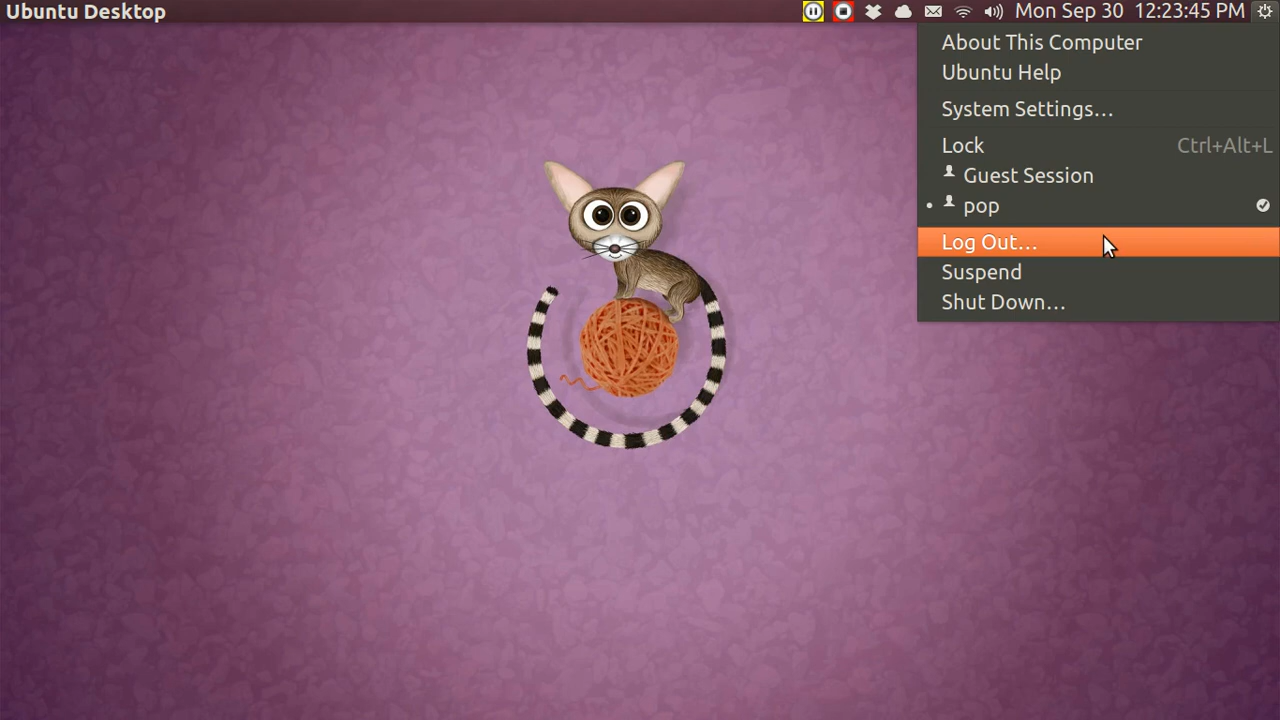 Ubuntu Desktop
Mon Sep 30 12:23:45 PM
About This Computer
Ubuntu Help
System Settings…
Lock Ctrl+Alt+L
Guest Session
pop
Log Out…
Suspend
Shut Down…